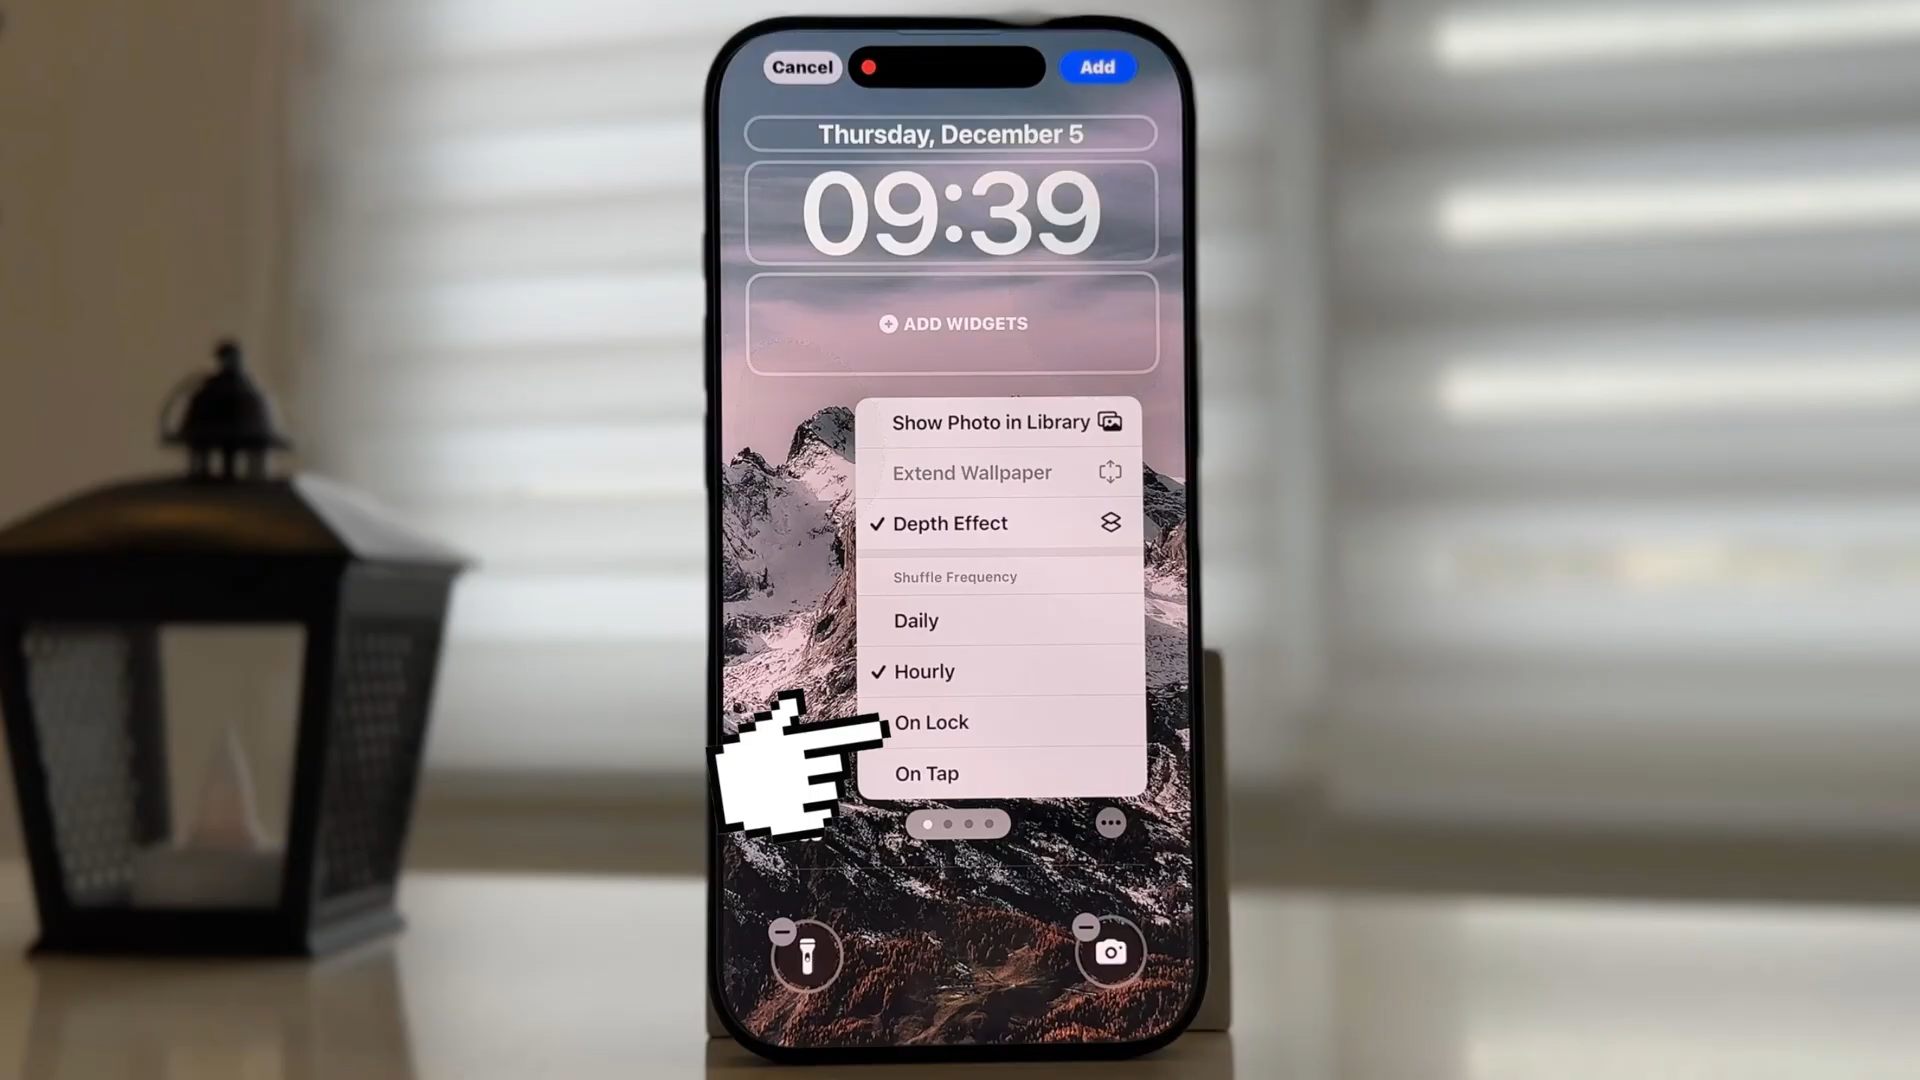 Cancel
Add
Thursday, December 5
09:39
ADD WIDGETS
Show Photo in Library
Extend Wallpaper
Depth Effect
Shuffle Frequency
Daily
Hourly
On Lock
On Tap